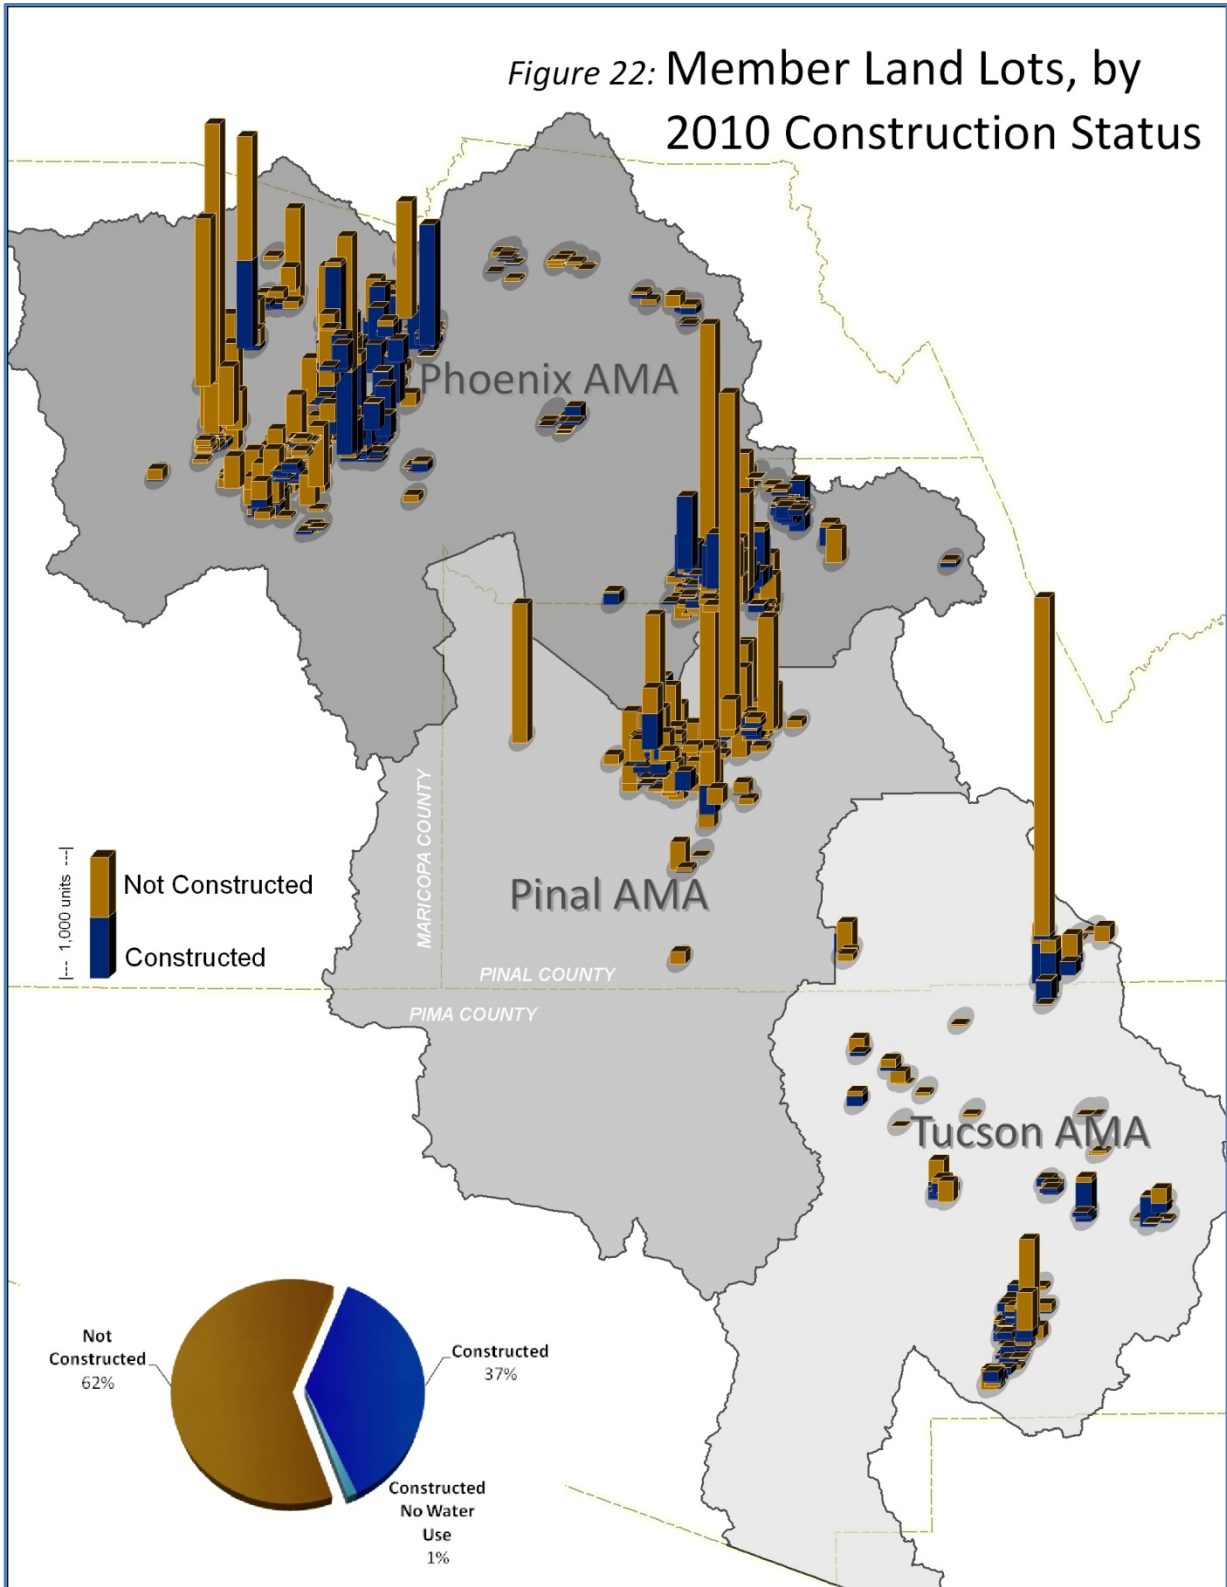 Figure 22: Member Land Lots, by
2010 Construction Status
Phoenix AMA
MARICOPA COUNTY
|--- 1,000 units ---|
Not Constructed
Constructed
Pinal AMA
PINAL COUNTY
PIMA COUNTY
Tucson AMA
Not
Constructed
62%
Constructed
37%
Constructed
No Water
Use
1%